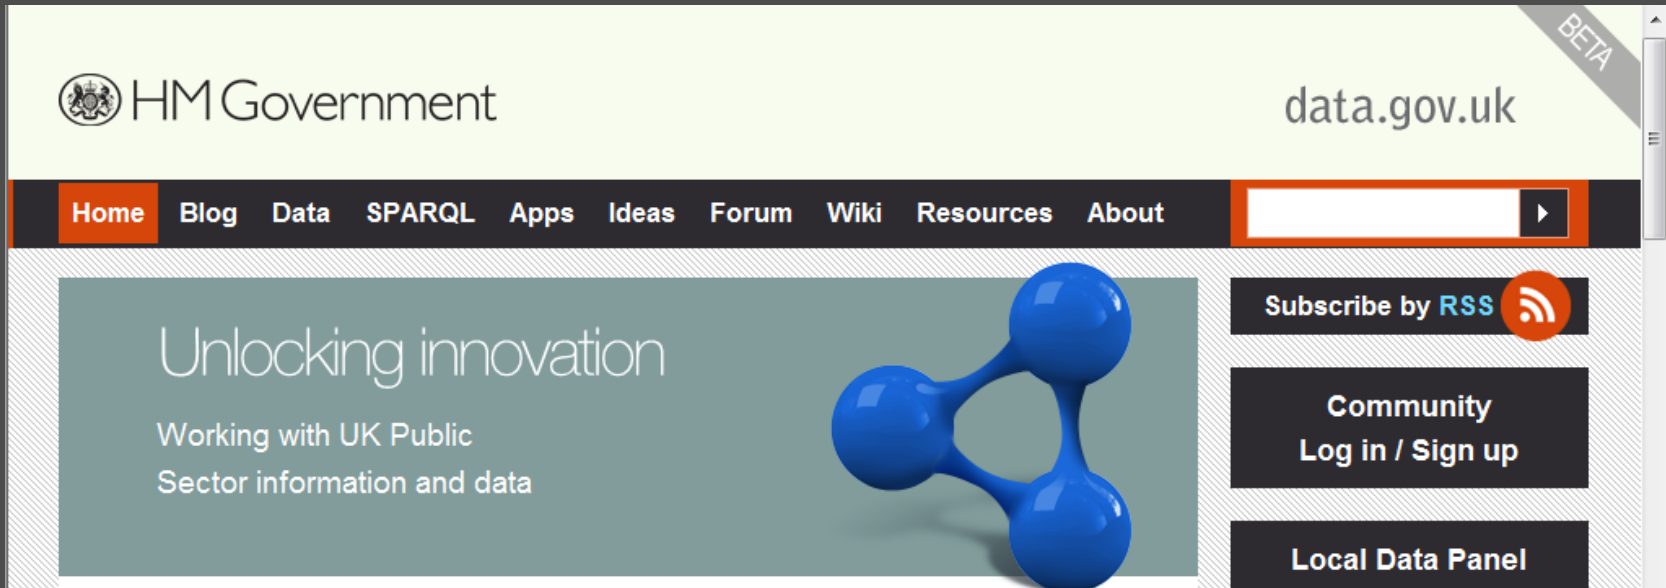 BETA
HM Government
data.gov.uk
Home Blog Data SPARQL Apps Ideas Forum Wiki Resources About
Unlocking innovation
Working with UK Public
Sector information and data
Subscribe by RSS
Community
Log in / Sign up
Local Data Panel